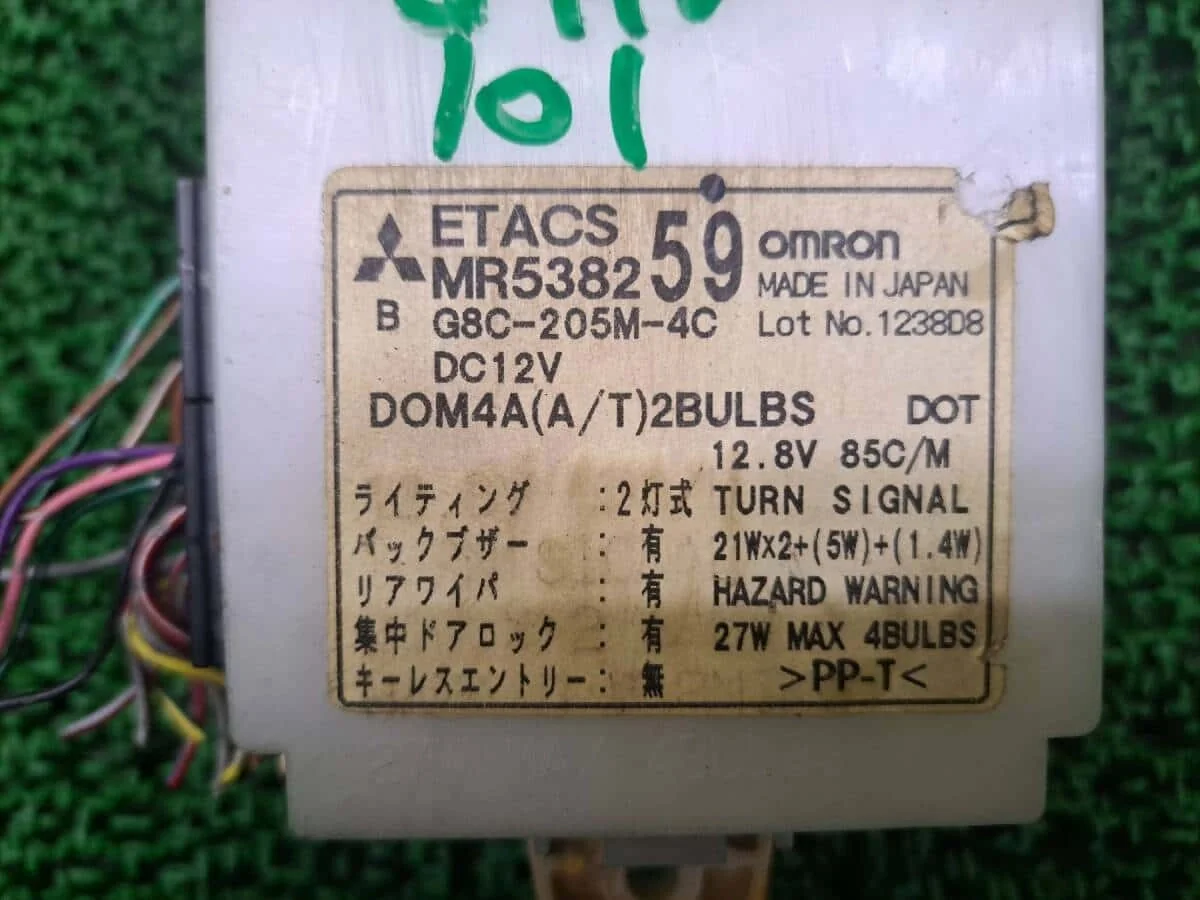 101
ETACS
MR538259
omron
MADE IN JAPAN
B
G8C-205M-4C
Lot No.1238D8
DC12V
DOM4A(A/T)2BULBS
DOT
12.8V 85C/M
ライティング :2灯式
TURN SIGNAL
バックブザー : 有
21W×2+(5W)+(1.4W)
リアワイパ : 有
HAZARD WARNING
集中ドアロック : 有
27W MAX 4BULBS
キーレスエントリー: 無
>PP-T<